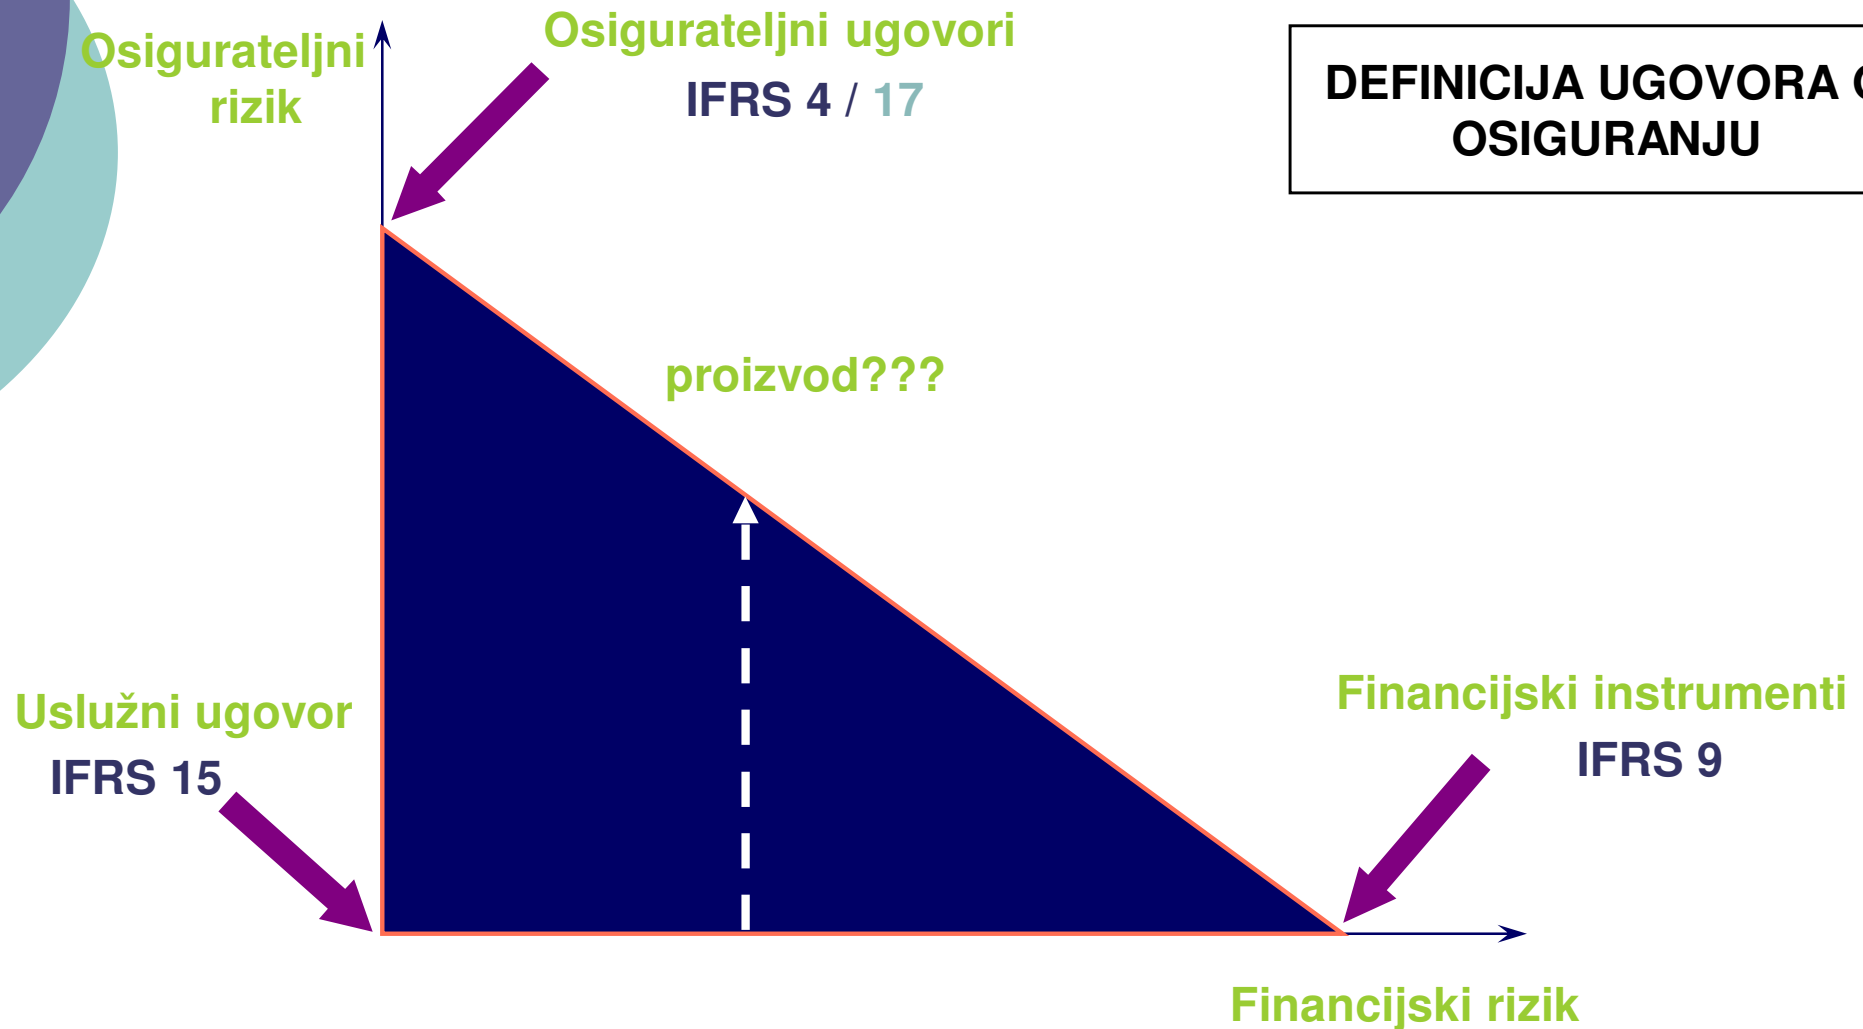 Osigurateljni
rizik
Osigurateljni ugovori
IFRS 4 / 17
DEFINICIJA UGOVORA
OSIGURANJU
proizvod???
Uslužni ugovor
IFRS 15
Financijski instrumenti
IFRS 9
Financijski rizik